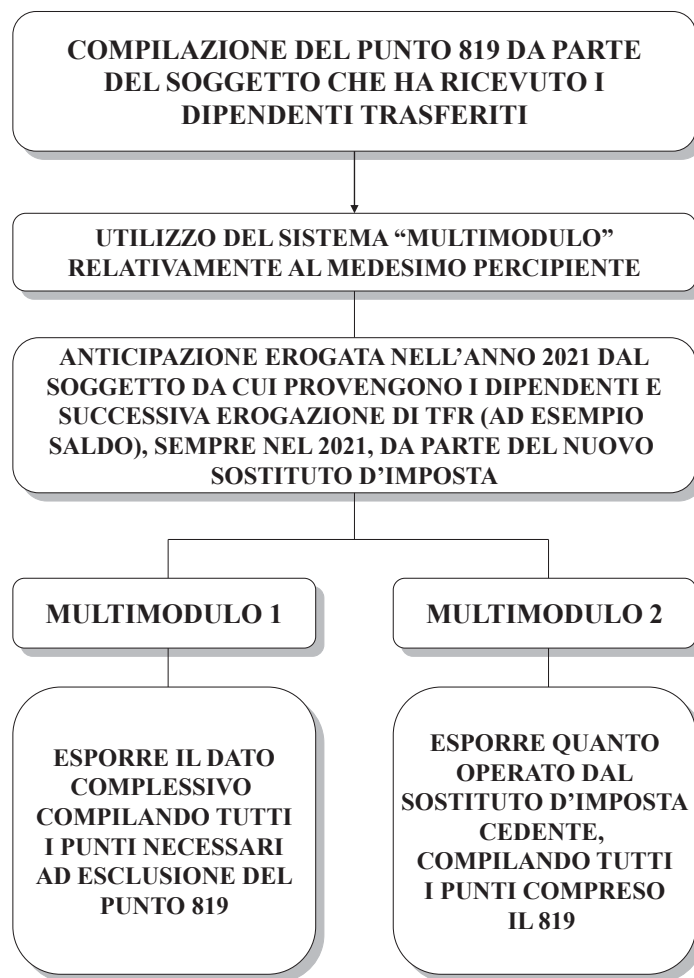 COMPILAZIONE DEL PUNTO 819 DA PARTE
DEL SOGGETTO CHE HA RICEVUTO I
DIPENDENTI TRASFERITI
UTILIZZO DEL SISTEMA “MULTIMODULO”
RELATIVAMENTE AL MEDESIMO PERCIPIENTE
ANTICIPAZIONE EROGATA NELL’ANNO 2021 DAL
SOGGETTO DA CUI PROVENGONO I DIPENDENTI E
SUCCESSIVA EROGAZIONE DI TFR (AD ESEMPIO
SALDO), SEMPRE NEL 2021, DA PARTE DEL NUOVO
SOSTITUTO D’IMPOSTA
MULTIMODULO 1
ESPORRE IL DATO
COMPLESSIVO
COMPILANDO TUTTI
I PUNTI NECESSARI
AD ESCLUSIONE DEL
PUNTO 819
MULTIMODULO 2
ESPORRE QUANTO
OPERATO DAL
SOSTITUTO D’IMPOSTA
CEDENTE,
COMPILANDO TUTTI
I PUNTI COMPRESO
IL 819